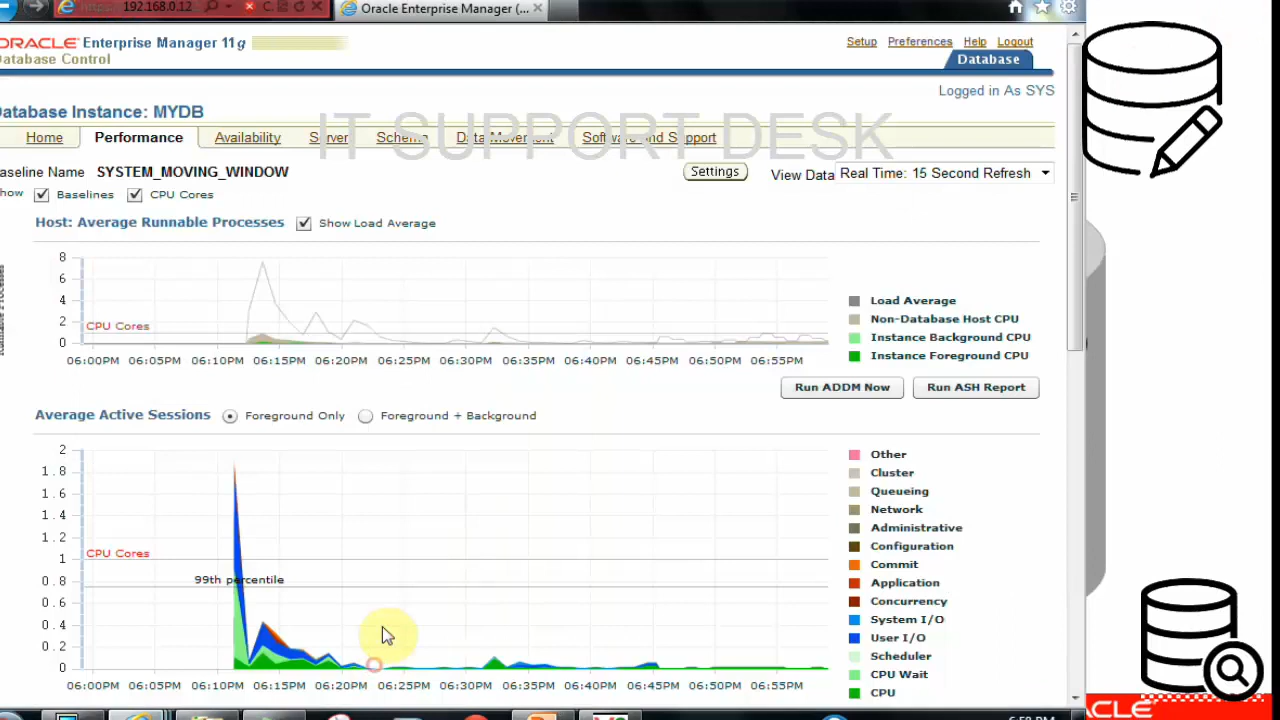 192.168.0.12
Oracle Enterprise Manager (...
ORACLE Enterprise Manager 11g
Database Control
Setup Preferences Help Logout
Database
Logged in As SYS
Database Instance: MYDB
IT SUPPORT DESK
Home Performance Availability Server Schema Data Movement Software and Support
Baseline Name SYSTEM_MOVING_WINDOW
Settings
View Data Real Time: 15 Second Refresh
Show Baselines CPU Cores
Host: Average Runnable Processes Show Load Average
8
6
4
2
0
CPU Cores
06:00PM 06:05PM 06:10PM 06:15PM 06:20PM 06:25PM 06:30PM 06:35PM 06:40PM 06:45PM 06:50PM 06:55PM
Load Average
Non-Database Host CPU
Instance Background CPU
Instance Foreground CPU
Run ADDM Now Run ASH Report
Average Active Sessions Foreground Only Foreground + Background
2
1.8
1.6
1.4
1.2
1
0.8
0.6
0.4
0.2
0
CPU Cores
99th percentile
06:00PM 06:05PM 06:10PM 06:15PM 06:20PM 06:25PM 06:30PM 06:35PM 06:40PM 06:45PM 06:50PM 06:55PM
Other
Cluster
Queueing
Network
Administrative
Configuration
Commit
Application
Concurrency
System I/O
User I/O
Scheduler
CPU Wait
CPU
6:58 PM